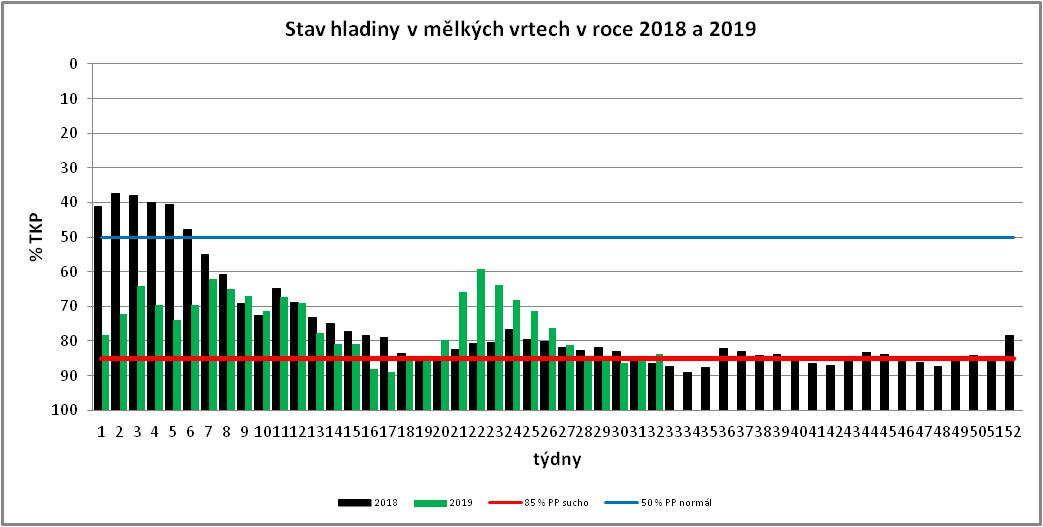 Stav hladiny v mělkých vrtech v roce 2018 a 2019
% TKP
0
10
20
30
40
50
60
70
80
90
100
1 2 3 4 5 6 7 8 9 10 11 12 13 14 15 16 17 18 19 20 21 22 23 24 25 26 27 28 29 30 31 32 33 34 35 36 37 38 39 40 41 42 43 44 45 46 47 48 49 50 51 52
týdny
2018 2019 85 % PP sucho 50 % PP normál